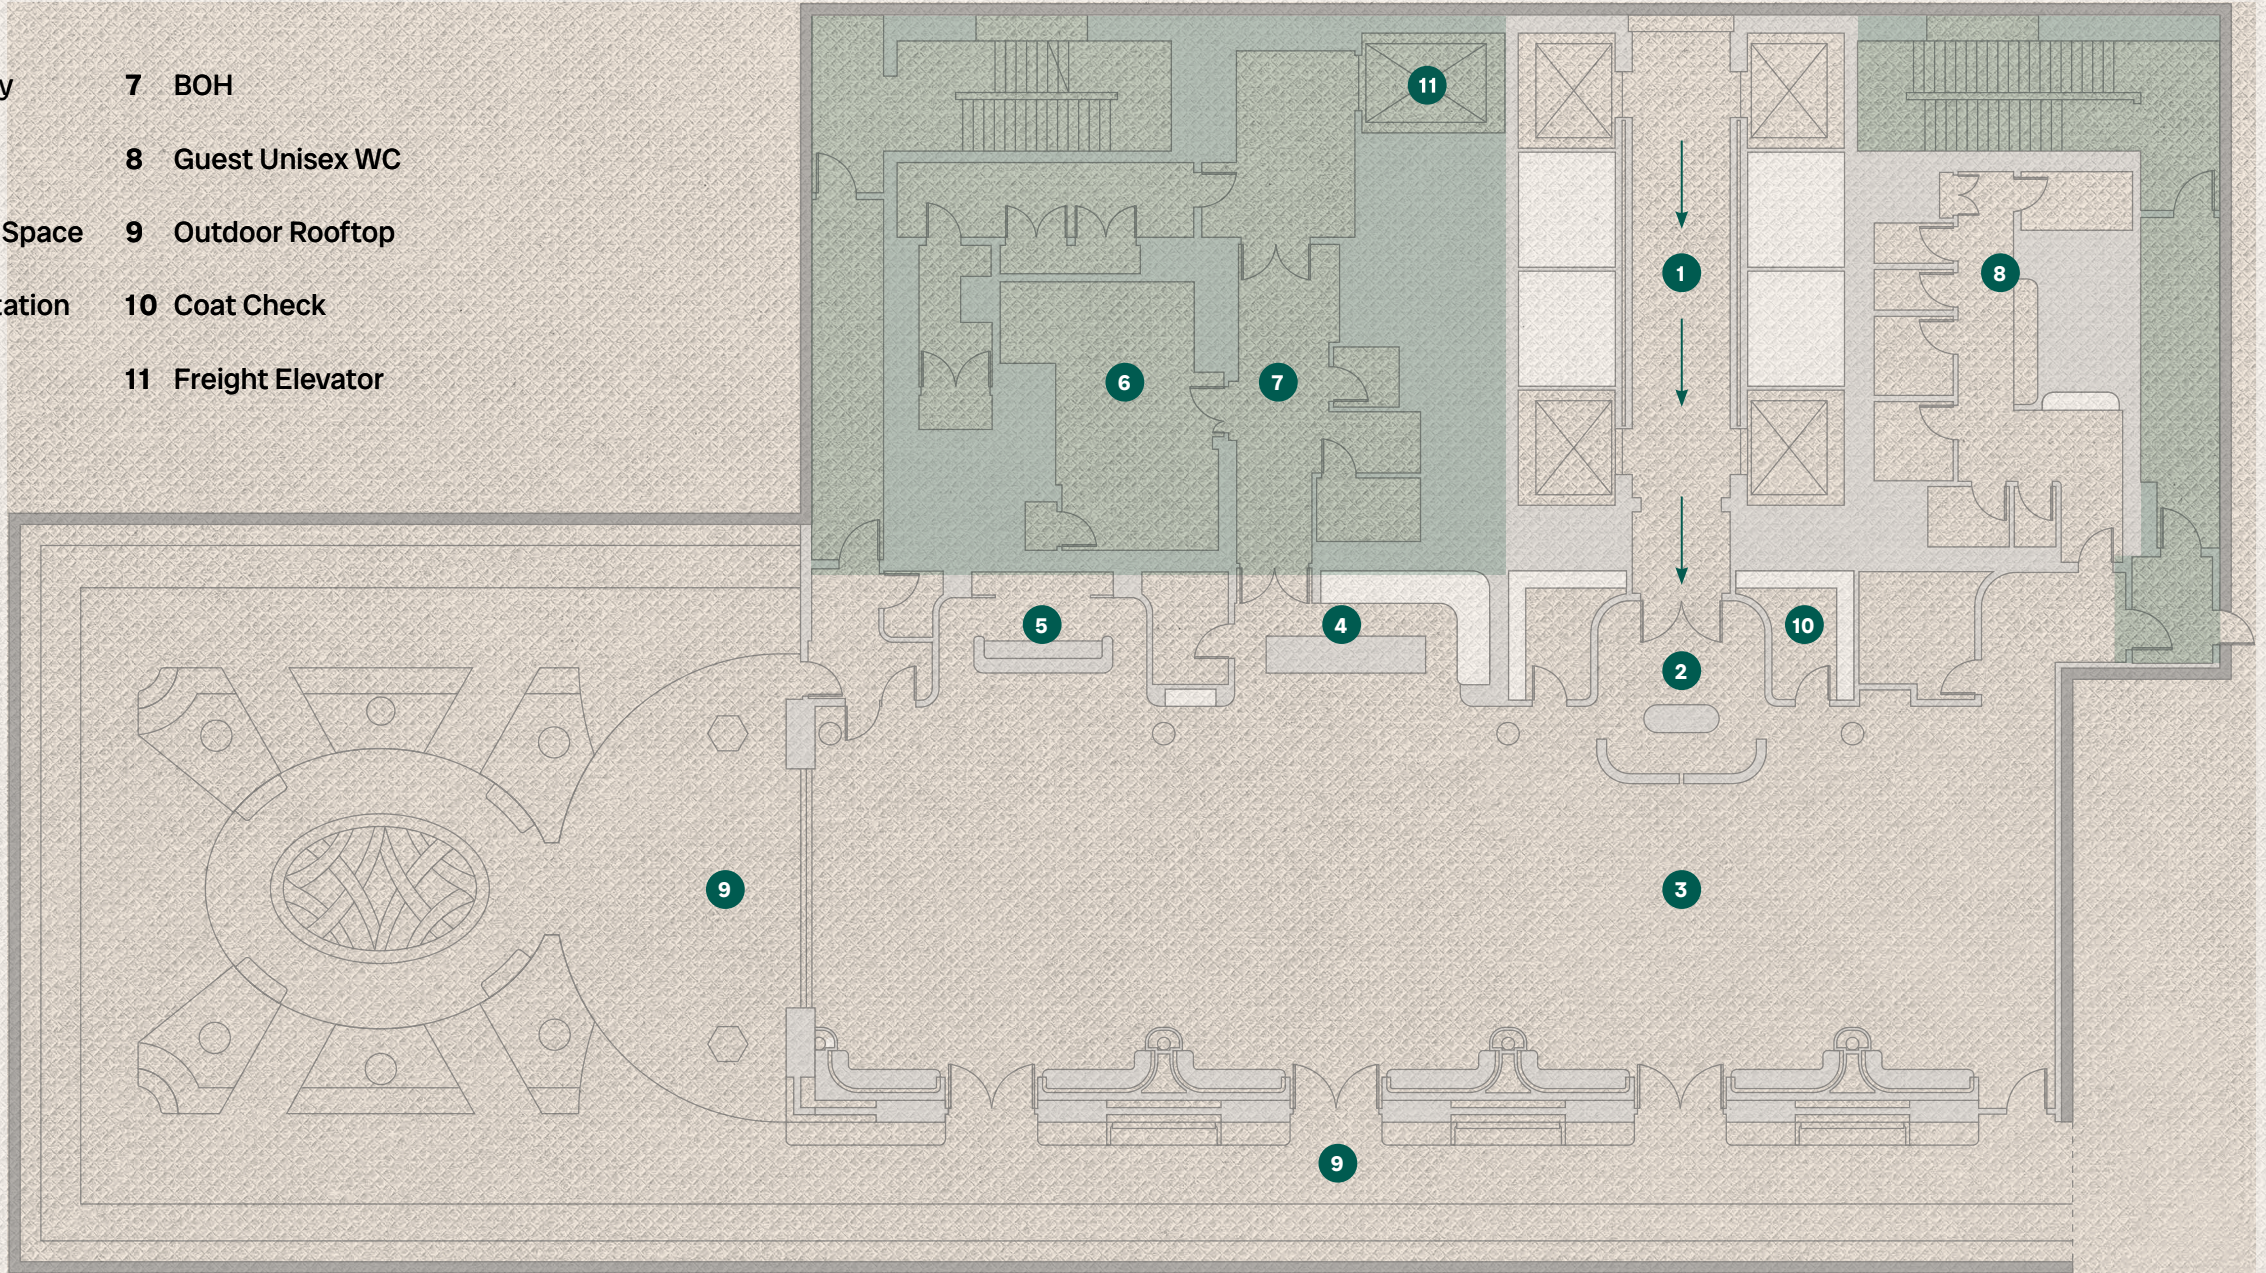 y
7 BOH
8 Guest Unisex WC
Space
9 Outdoor Rooftop
tation
10 Coat Check
11 Freight Elevator
11
1
8
6
7
5
4
10
2
9
3
9